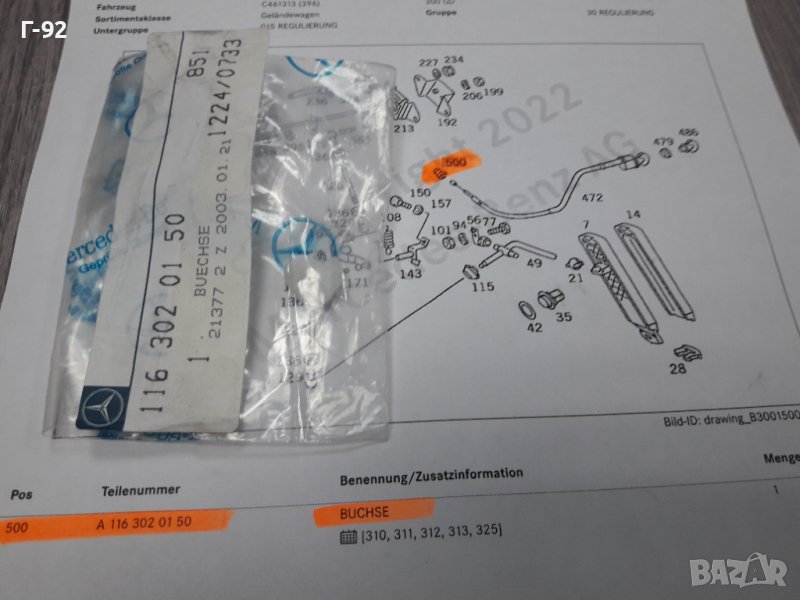 Г-92
Fahrzeug
C461313 (396)
300 GD
Sortimentsklasse
Geländewagen
Gruppe
30 REGULIERUNG
Untergruppe
015 REGULIERUNG
116 302 01 50
1 BUECHSE
21377 2 Z 2003.01.21
851
1224/0733
227
234
206
199
213
192
500
150
157
479
486
472
7
14
101
94
56
77
143
49
21
171
115
42
35
28
Bild-ID: drawing_B3001500
Pos
Teilenummer
Benennung/Zusatzinformation
Menge
500
A 116 302 01 50
BUCHSE
1
[310, 311, 312, 313, 325]
BAZAR